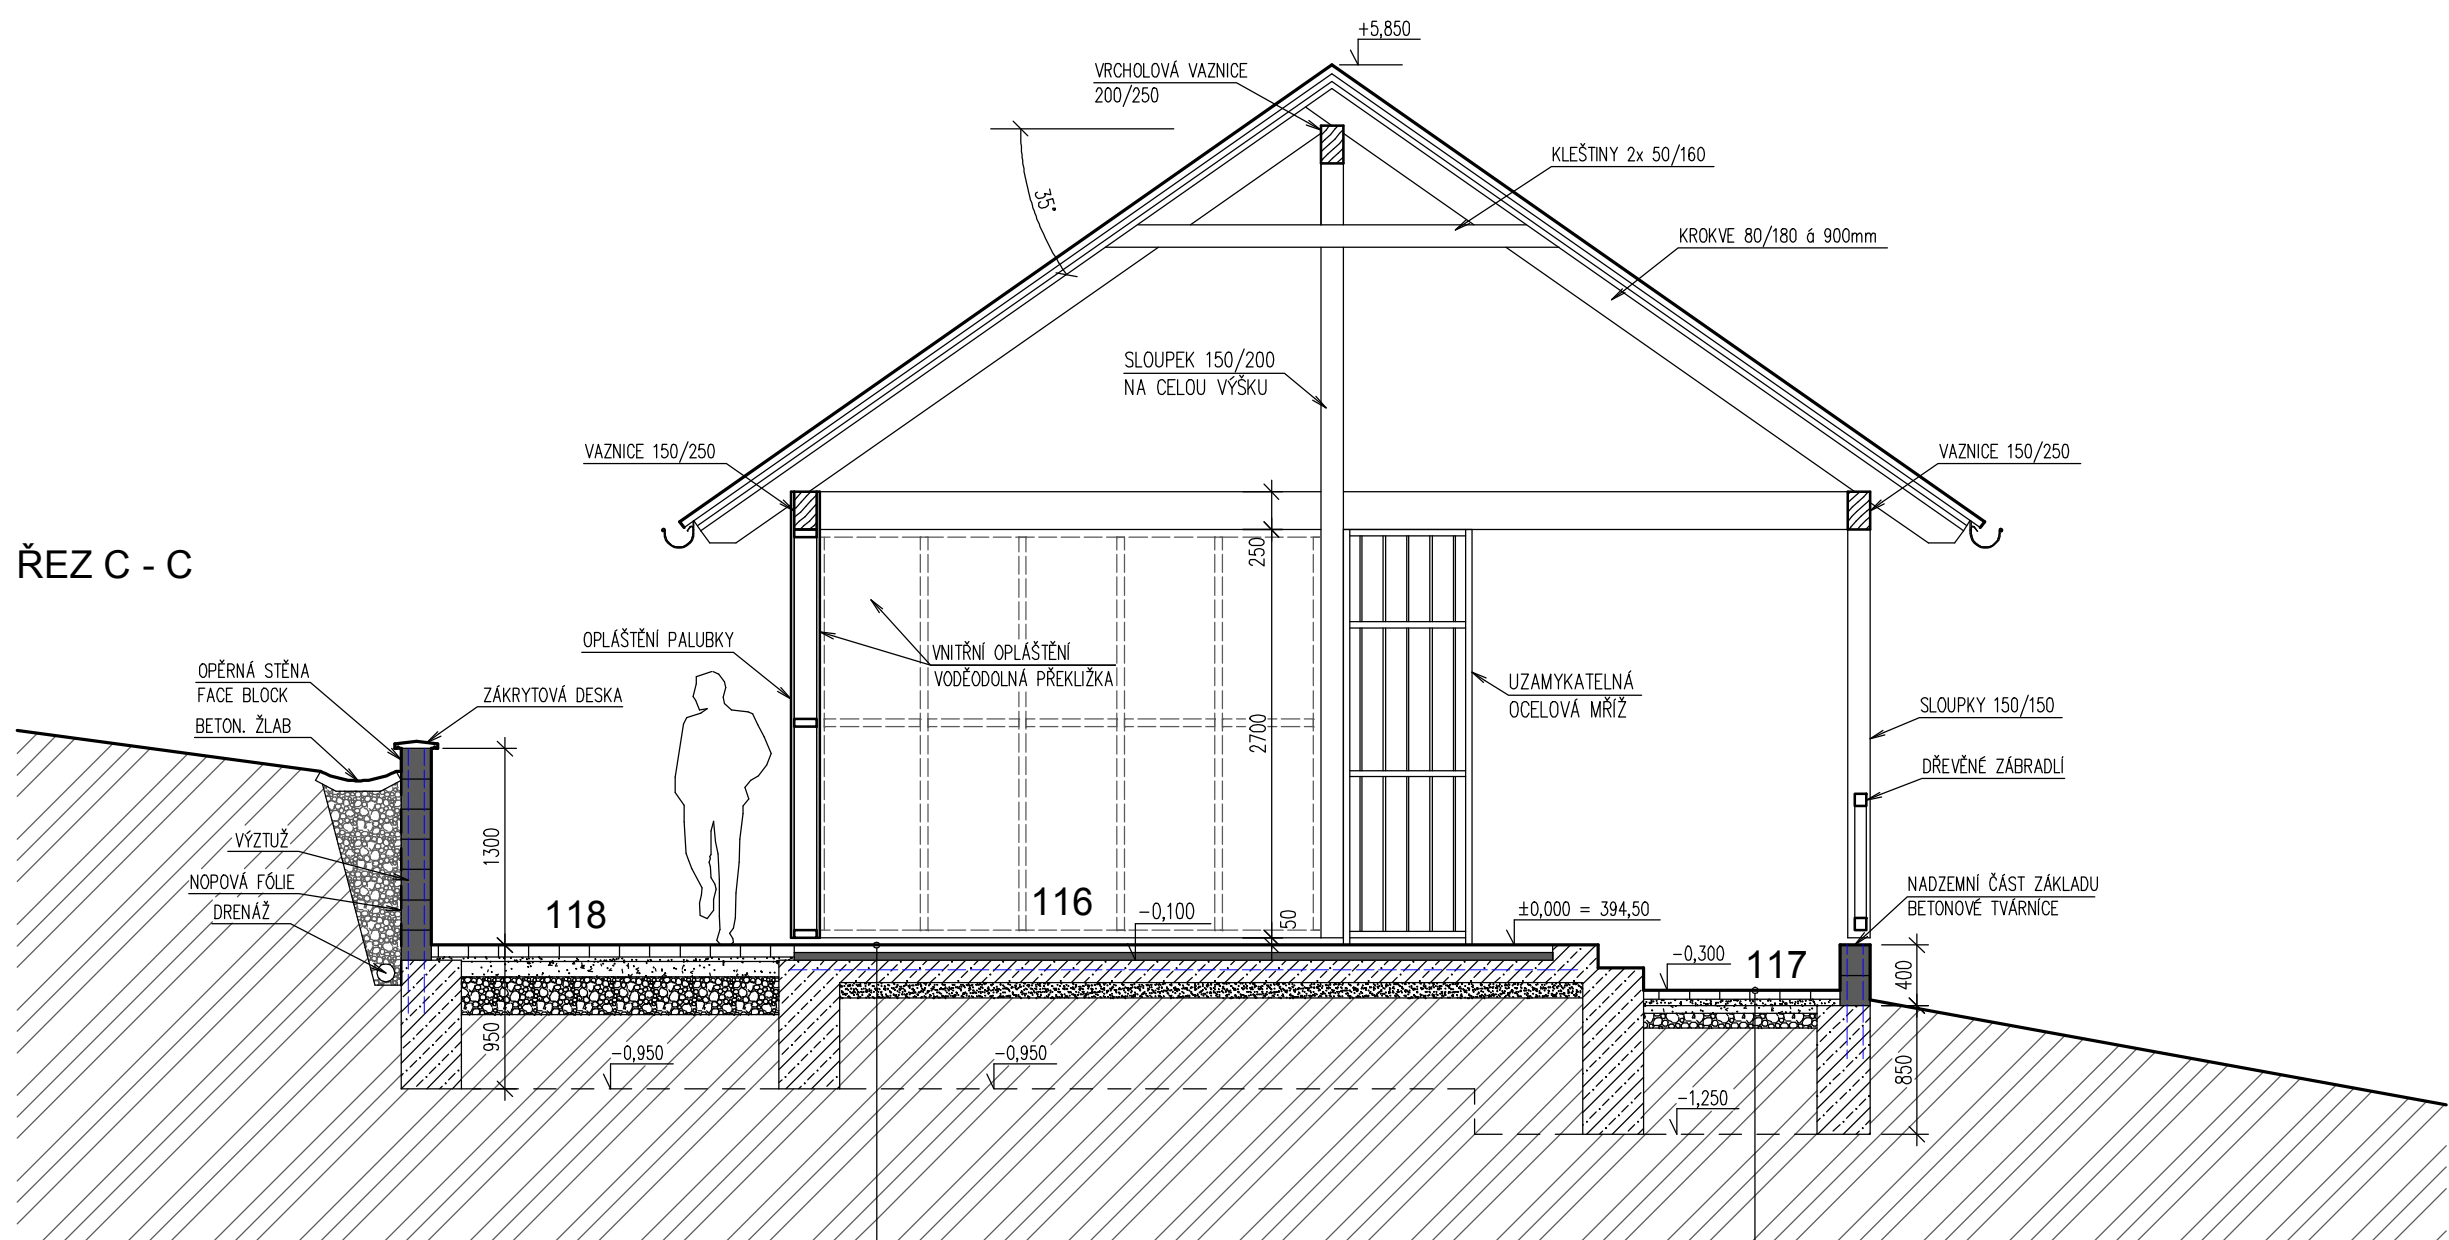 +5,850
VRCHOLOVÁ VAZNICE
200/250
KLEŠTINY 2x 50/160
35°
KROKVE 80/180 á 900mm
SLOUPEK 150/200
NA CELOU VÝŠKU
VAZNICE 150/250
VAZNICE 150/250
ŘEZ C - C
250
OPLÁŠTĚNÍ PALUBKY
VNITŘNÍ OPLÁŠTĚNÍ
VODĚODOLNÁ PŘEKLIŽKA
OPĚRNÁ STĚNA
FACE BLOCK
BETON. ŽLAB
ZÁKRYTOVÁ DESKA
UZAMYKATELNÁ
OCELOVÁ MŘÍŽ
2700
SLOUPKY 150/150
DŘEVĚNÉ ZÁBRADLÍ
VÝZTUŽ
1300
NOPOVÁ FÓLIE
DRENÁŽ
118
116
-0,100
50
±0,000 = 394,50
NADZEMNÍ ČÁST ZÁKLADU
BETONOVÉ TVÁRNÍCE
-0,300
117
400
950
-0,950
-0,950
-1,250
850